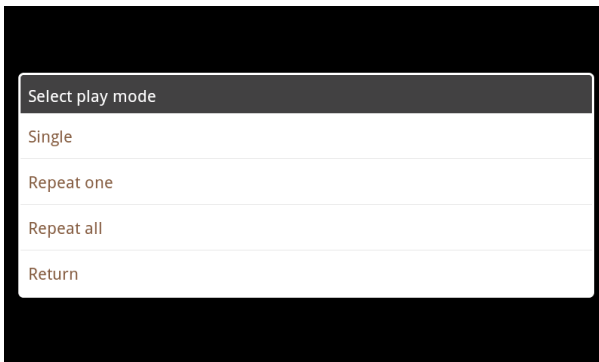 Select play mode
Single
Repeat one
Repeat all
Return